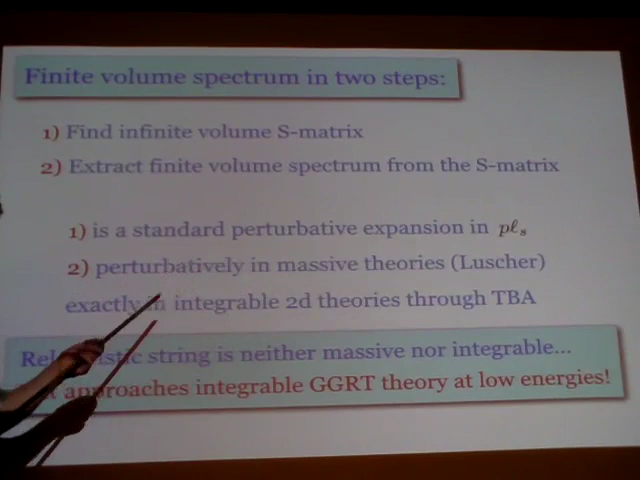 Finite volume spectrum in two steps:
1) Find infinite volume S-matrix
2) Extract finite volume spectrum from the S-matrix
1) is a standard perturbative expansion in pℓₛ
2) perturbatively in massive theories (Luscher)
exactly in integrable 2d theories through TBA
string is neither massive nor integrable...
approaches integrable GGRT theory at low energies!